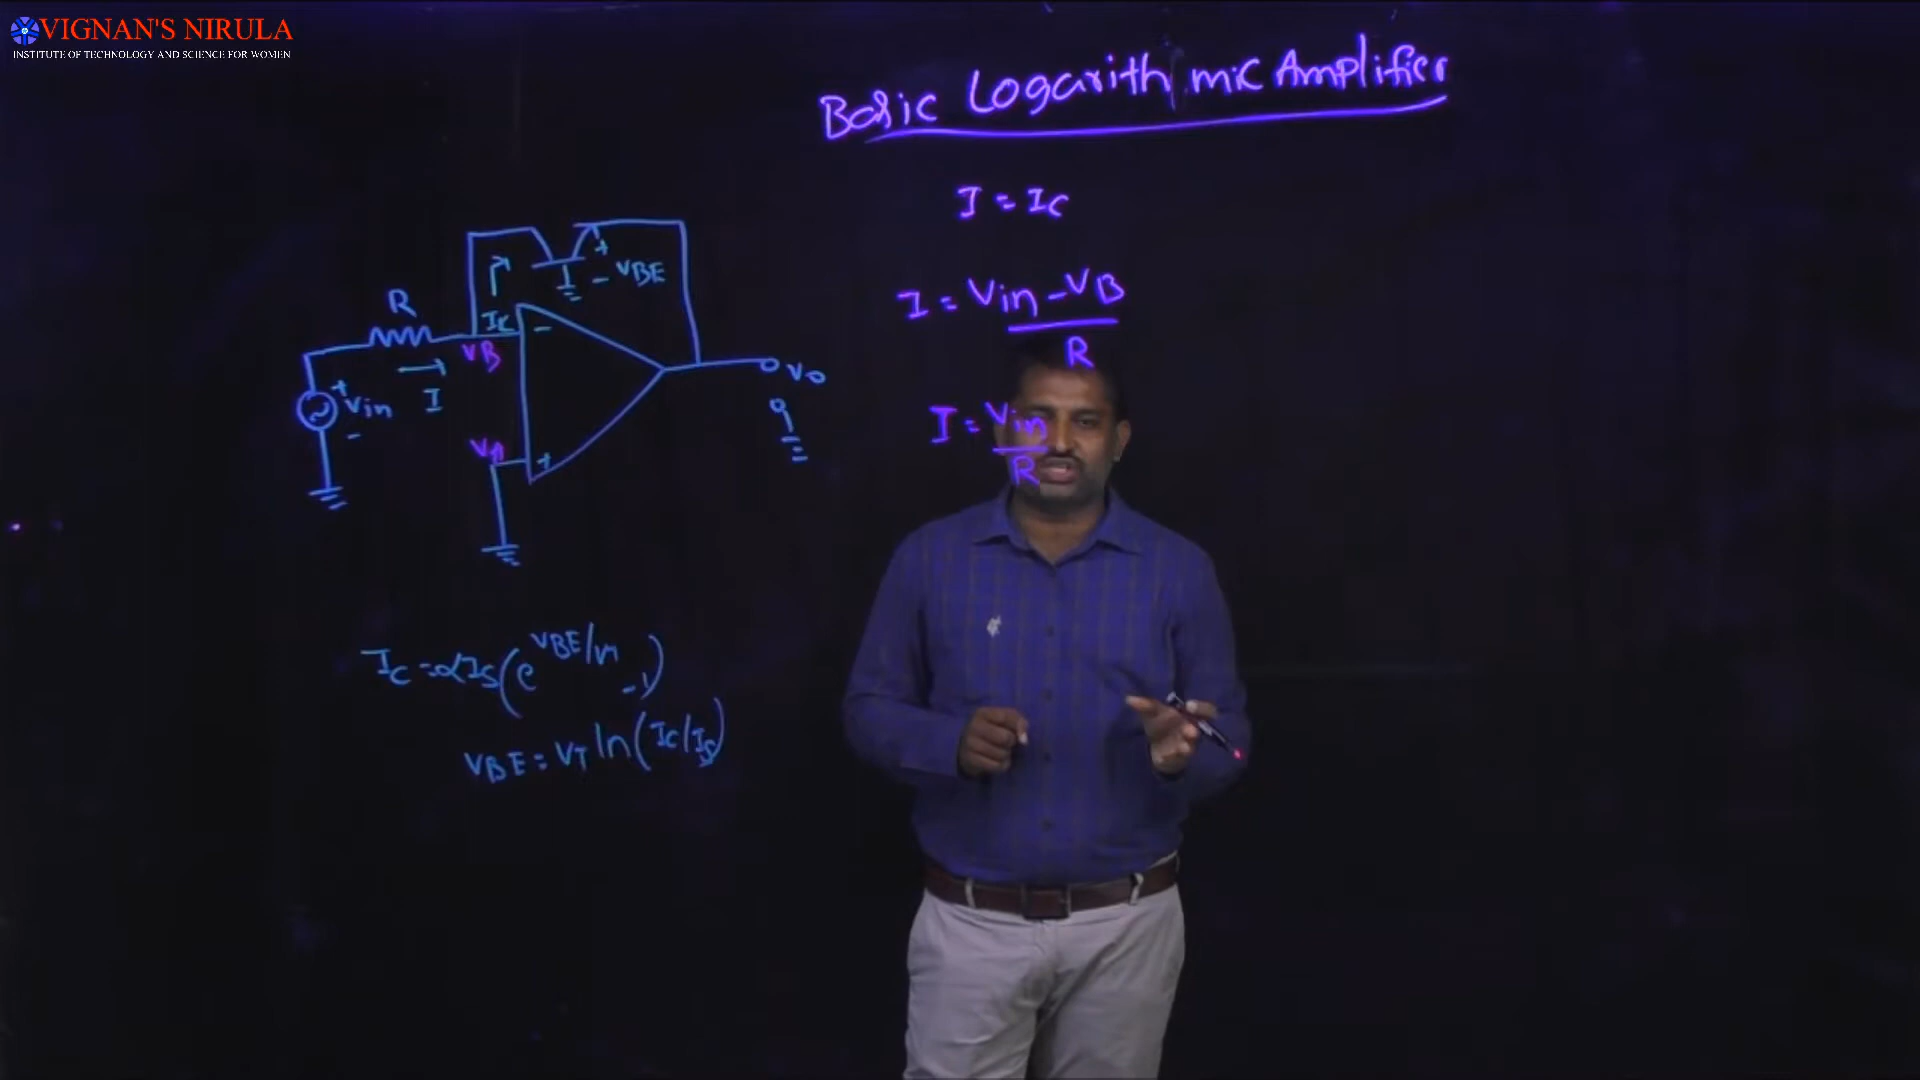 VIGNAN'S NIRULA
INSTITUTE OF TECHNOLOGY AND SCIENCE FOR WOMEN
Basic Logarithmic Amplifier
I = IC
I = Vin - VB
R
I = Vin
R
+
- VBE
R
IC
-
VB
I
+
Vin
-
VA
+
Vo
IC = αIS(e^VBE/VT -1)
VBE = VT ln(IC/IS)